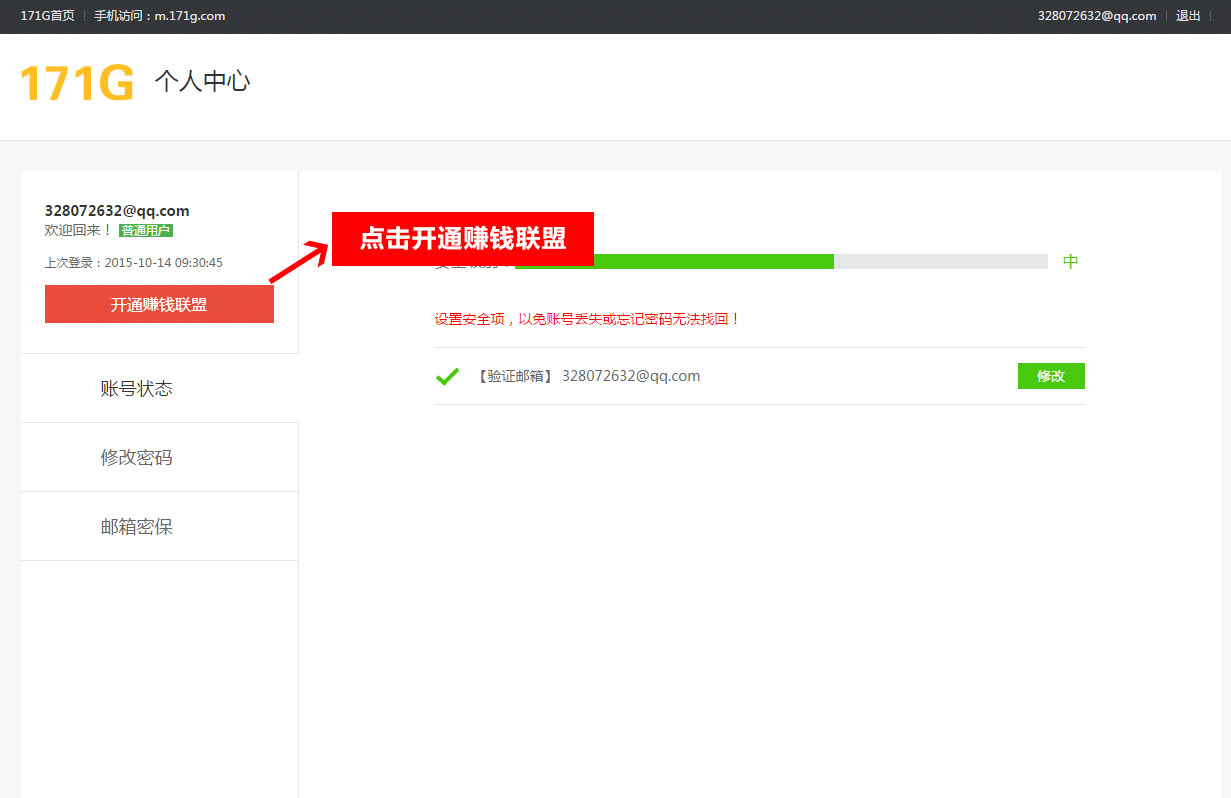 171G首页 手机访问：m.171g.com 328072632@qq.com 退出
171G 个人中心
328072632@qq.com
欢迎回来！ 普通用户
上次登录：2015-10-14 09:30:45
开通赚钱联盟
点击开通赚钱联盟
中
设置安全项，以免账号丢失或忘记密码无法找回！
【验证邮箱】 328072632@qq.com 修改
账号状态
修改密码
邮箱密保